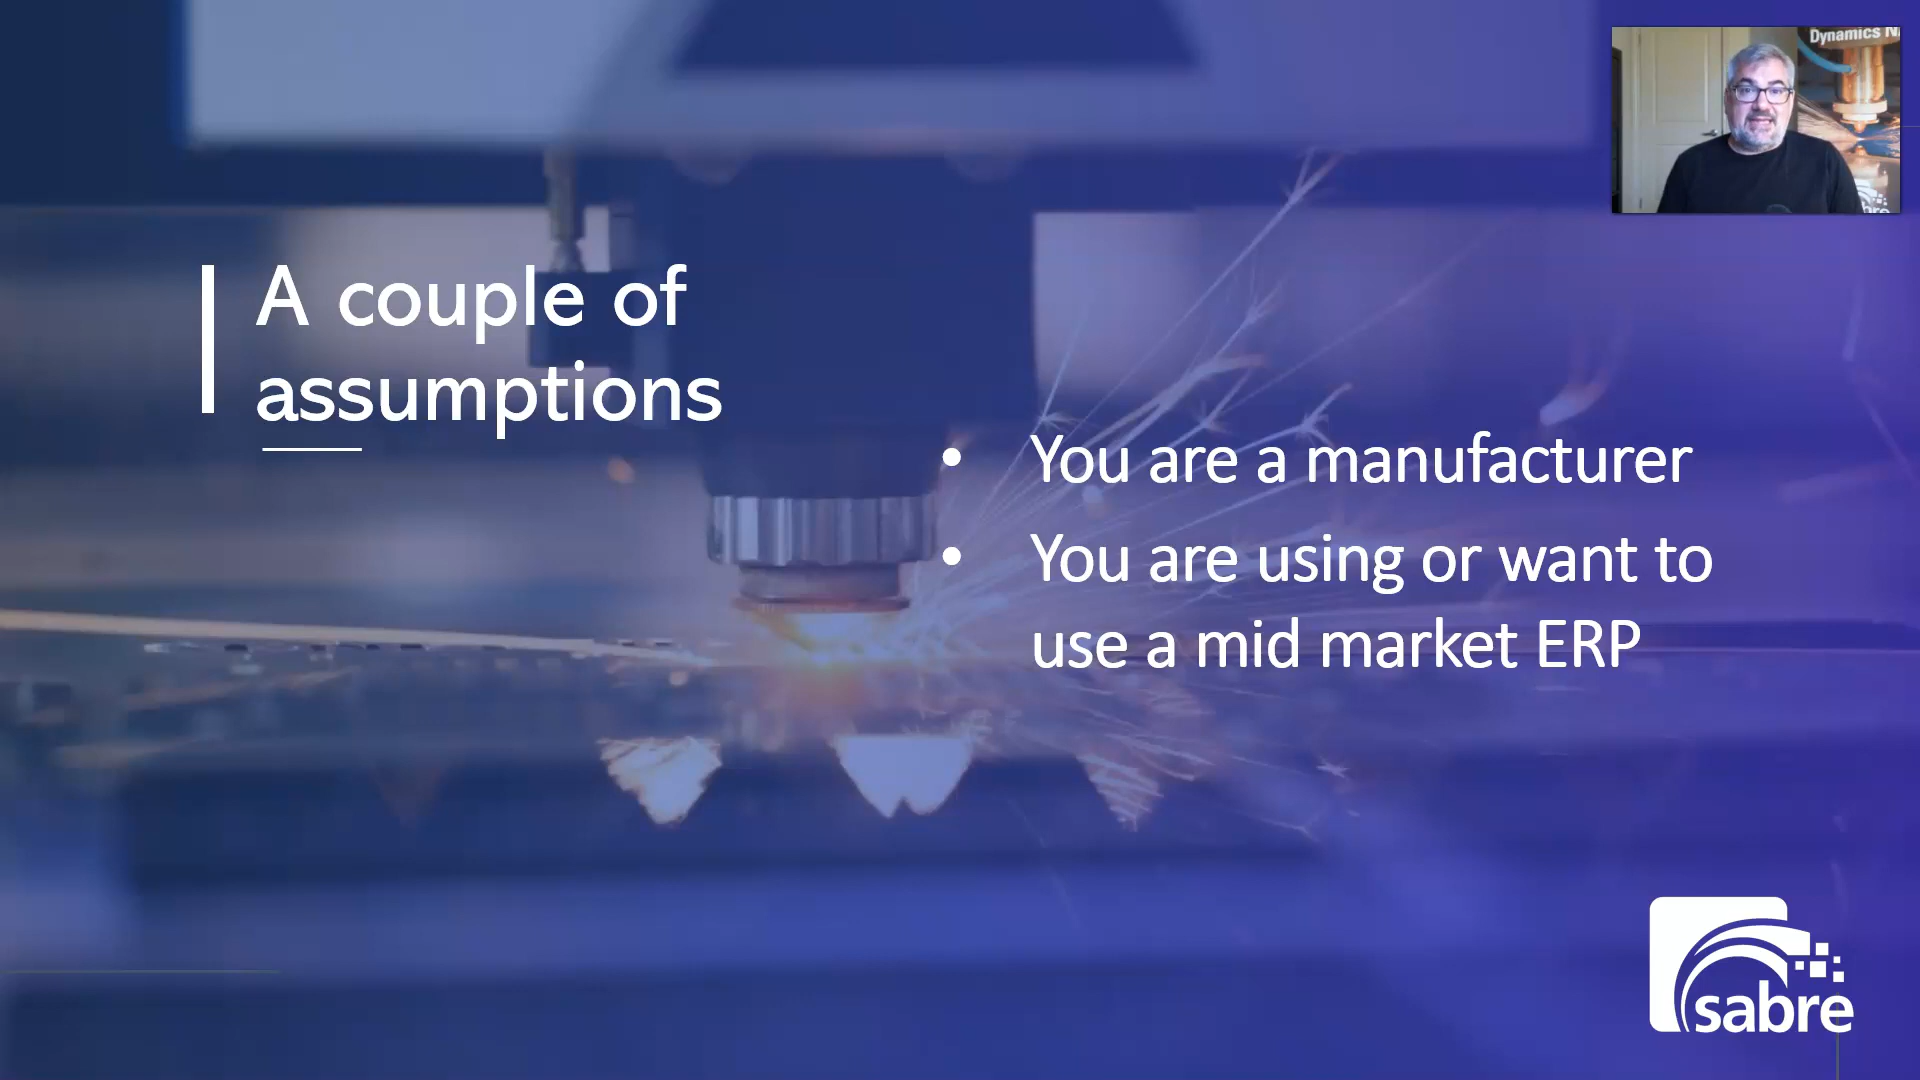 Dynamics N
A couple of
assumptions
• You are a manufacturer
• You are using or want to
use a mid market ERP
sabre